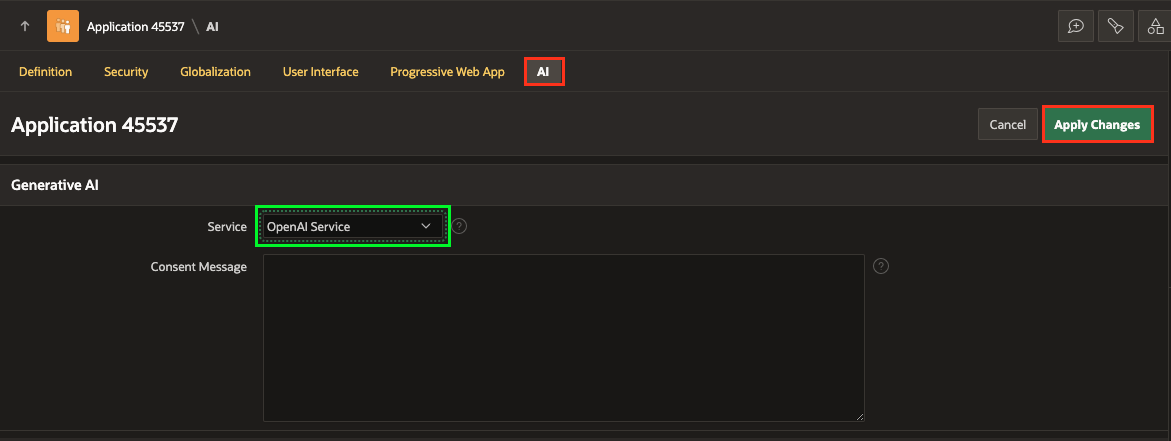 Application 45537 \ AI
Definition Security Globalization User Interface Progressive Web App AI
Application 45537 Cancel Apply Changes
Generative AI
Service OpenAI Service ?
Consent Message ?